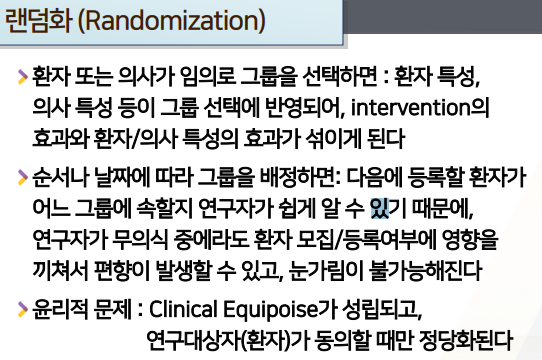 랜덤화 (Randomization)
환자 또는 의사가 임의로 그룹을 선택하면 : 환자 특성,
의사 특성 등이 그룹 선택에 반영되어, intervention의
효과와 환자/의사 특성의 효과가 섞이게 된다
순서나 날짜에 따라 그룹을 배정하면: 다음에 등록할 환자가
어느 그룹에 속할지 연구자가 쉽게 알 수 있기 때문에,
연구자가 무의식 중에라도 환자 모집/등록여부에 영향을
끼쳐서 편향이 발생할 수 있고, 눈가림이 불가능해진다
윤리적 문제 : Clinical Equipoise가 성립되고,
연구대상자(환자)가 동의할 때만 정당화된다